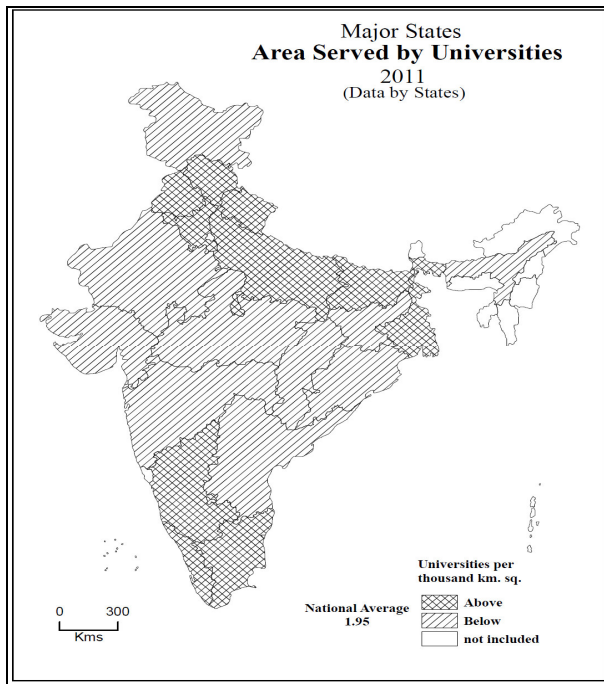 Major States
Area Served by Universities
2011
(Data by States)
Universities per
thousand km. sq.
Above
Below
not included
National Average
1.95
0 300
Kms